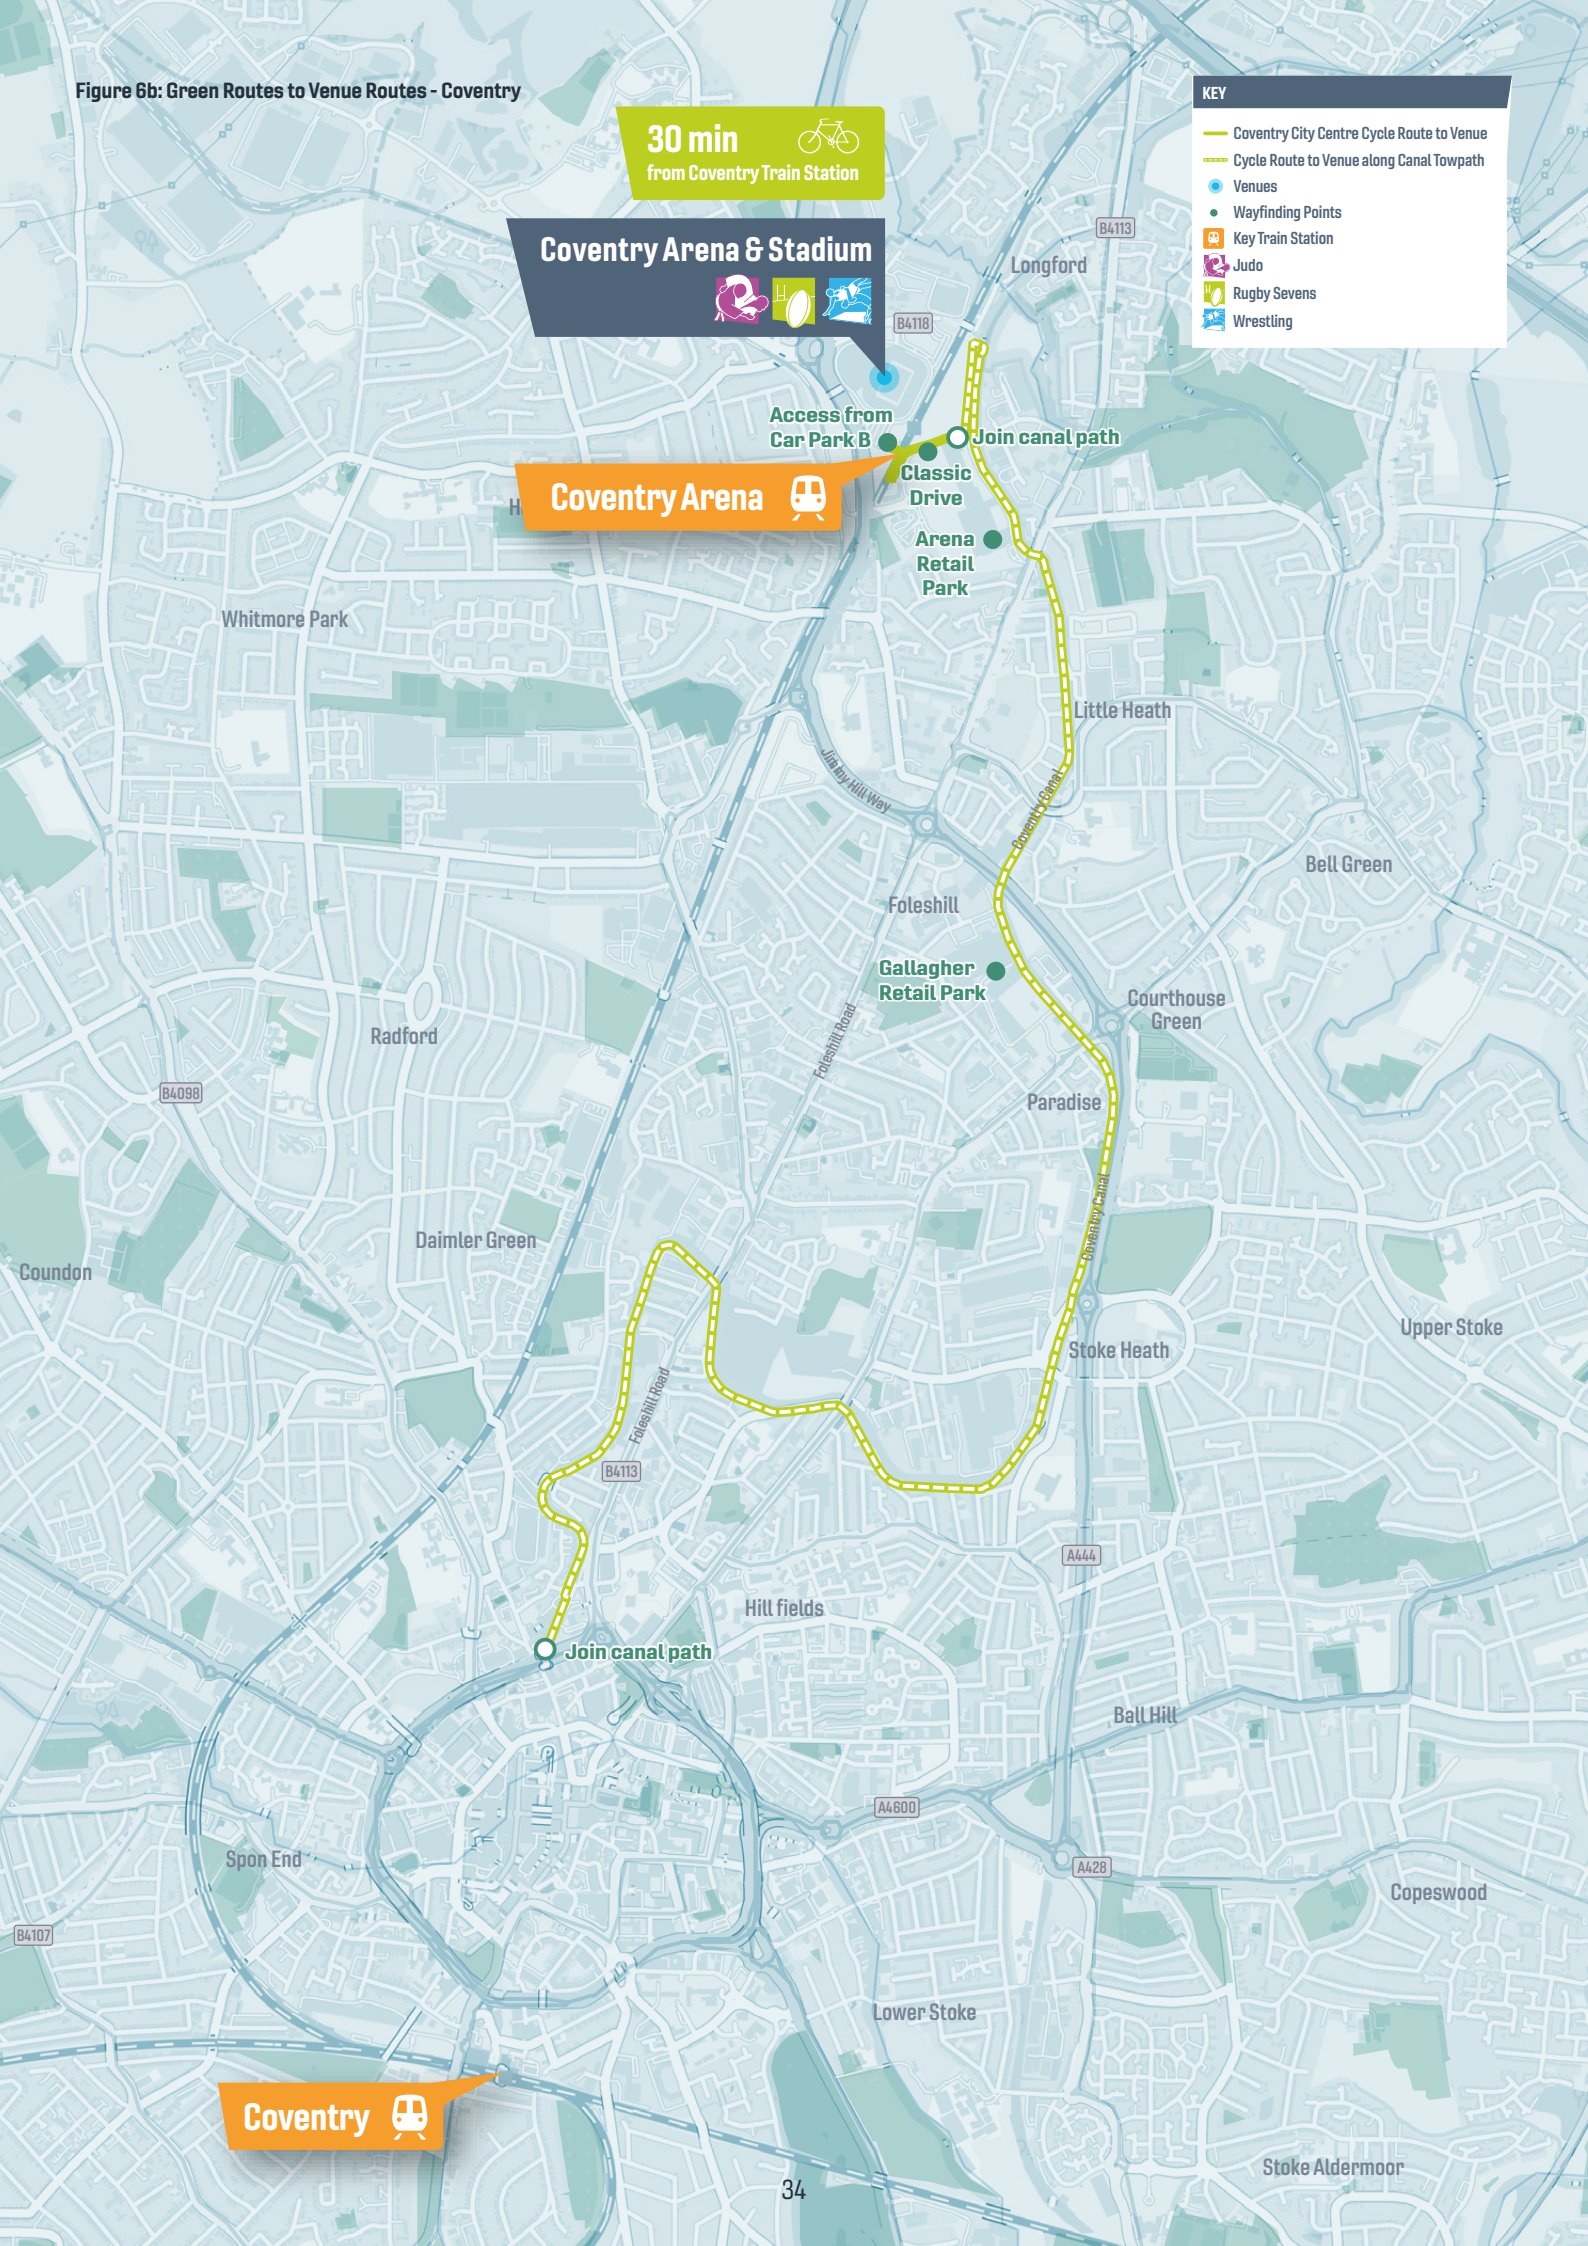 Figure 6b: Green Routes to Venue Routes - Coventry
30 min
from Coventry Train Station
Coventry Arena & Stadium
KEY
Coventry City Centre Cycle Route to Venue
Cycle Route to Venue along Canal Towpath
Venues
Wayfinding Points
Key Train Station
Judo
Rugby Sevens
Wrestling
B4113
Longford
B4118
Access from
Car Park B
Join canal path
Classic
Drive
Coventry Arena
Arena
Retail
Park
Whitmore Park
Little Heath
Jimmy Hill Way
Coventry Canal
Bell Green
Foleshill
Gallagher
Retail Park
Courthouse
Green
Foleshill Road
Radford
B4098
Paradise
Coventry Canal
Daimler Green
Coundon
Upper Stoke
Stoke Heath
Foleshill Road
B4113
A444
Hill fields
Join canal path
Ball Hill
A4600
Spon End
A428
Copeswood
B4107
Lower Stoke
Coventry
Stoke Aldermoor
34